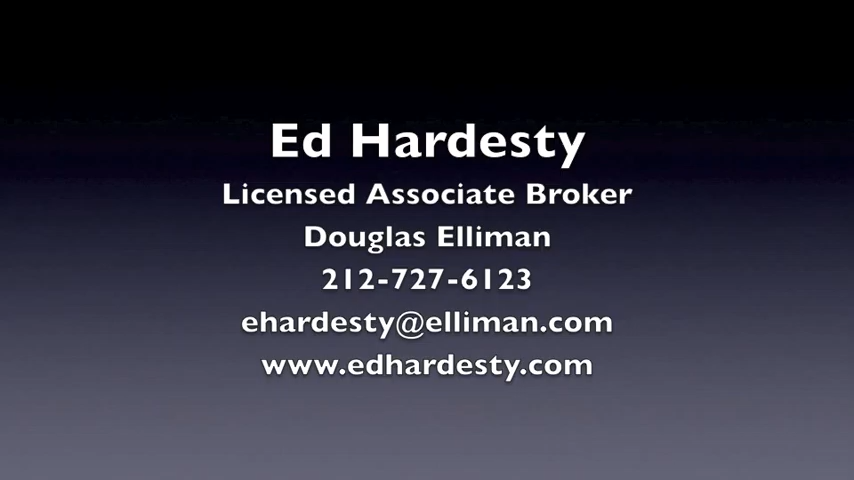 Ed Hardesty
Licensed Associate Broker
Douglas Elliman
212-727-6123
ehardesty@elliman.com
www.edhardesty.com